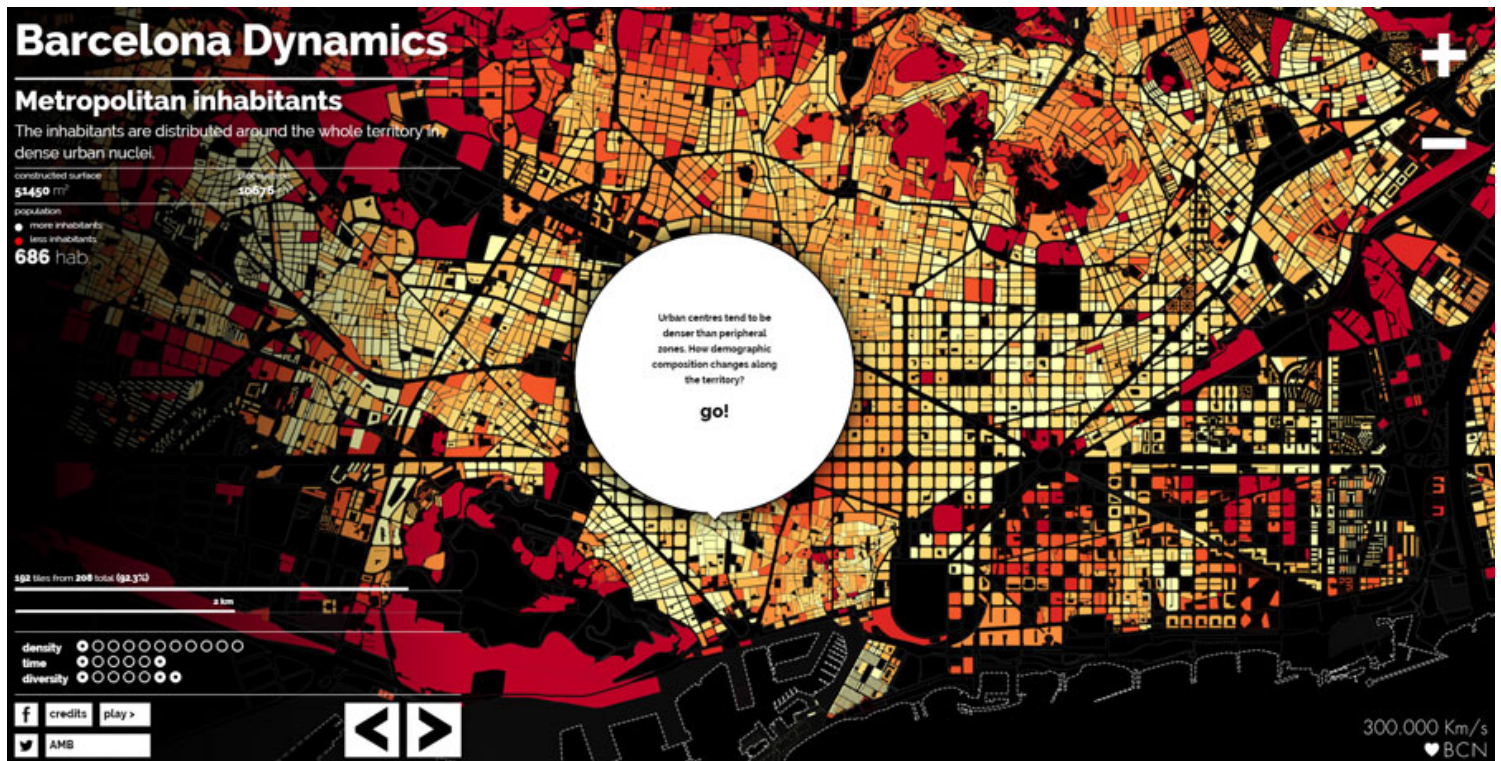 Barcelona Dynamics
Metropolitan inhabitants
The inhabitants are distributed around the whole territory in
dense urban nuclei.
constructed surface
51450 m²
10676 m²
population
more inhabitants
less inhabitants
686 hab.
Urban centres tend to be
denser than peripheral
zones. How demographic
composition changes along
the territory?
go!
192 tiles from 208 total (92.3%)
2 km
density
time
diversity
credits
play >
AMB
300.000 Km/s
BCN